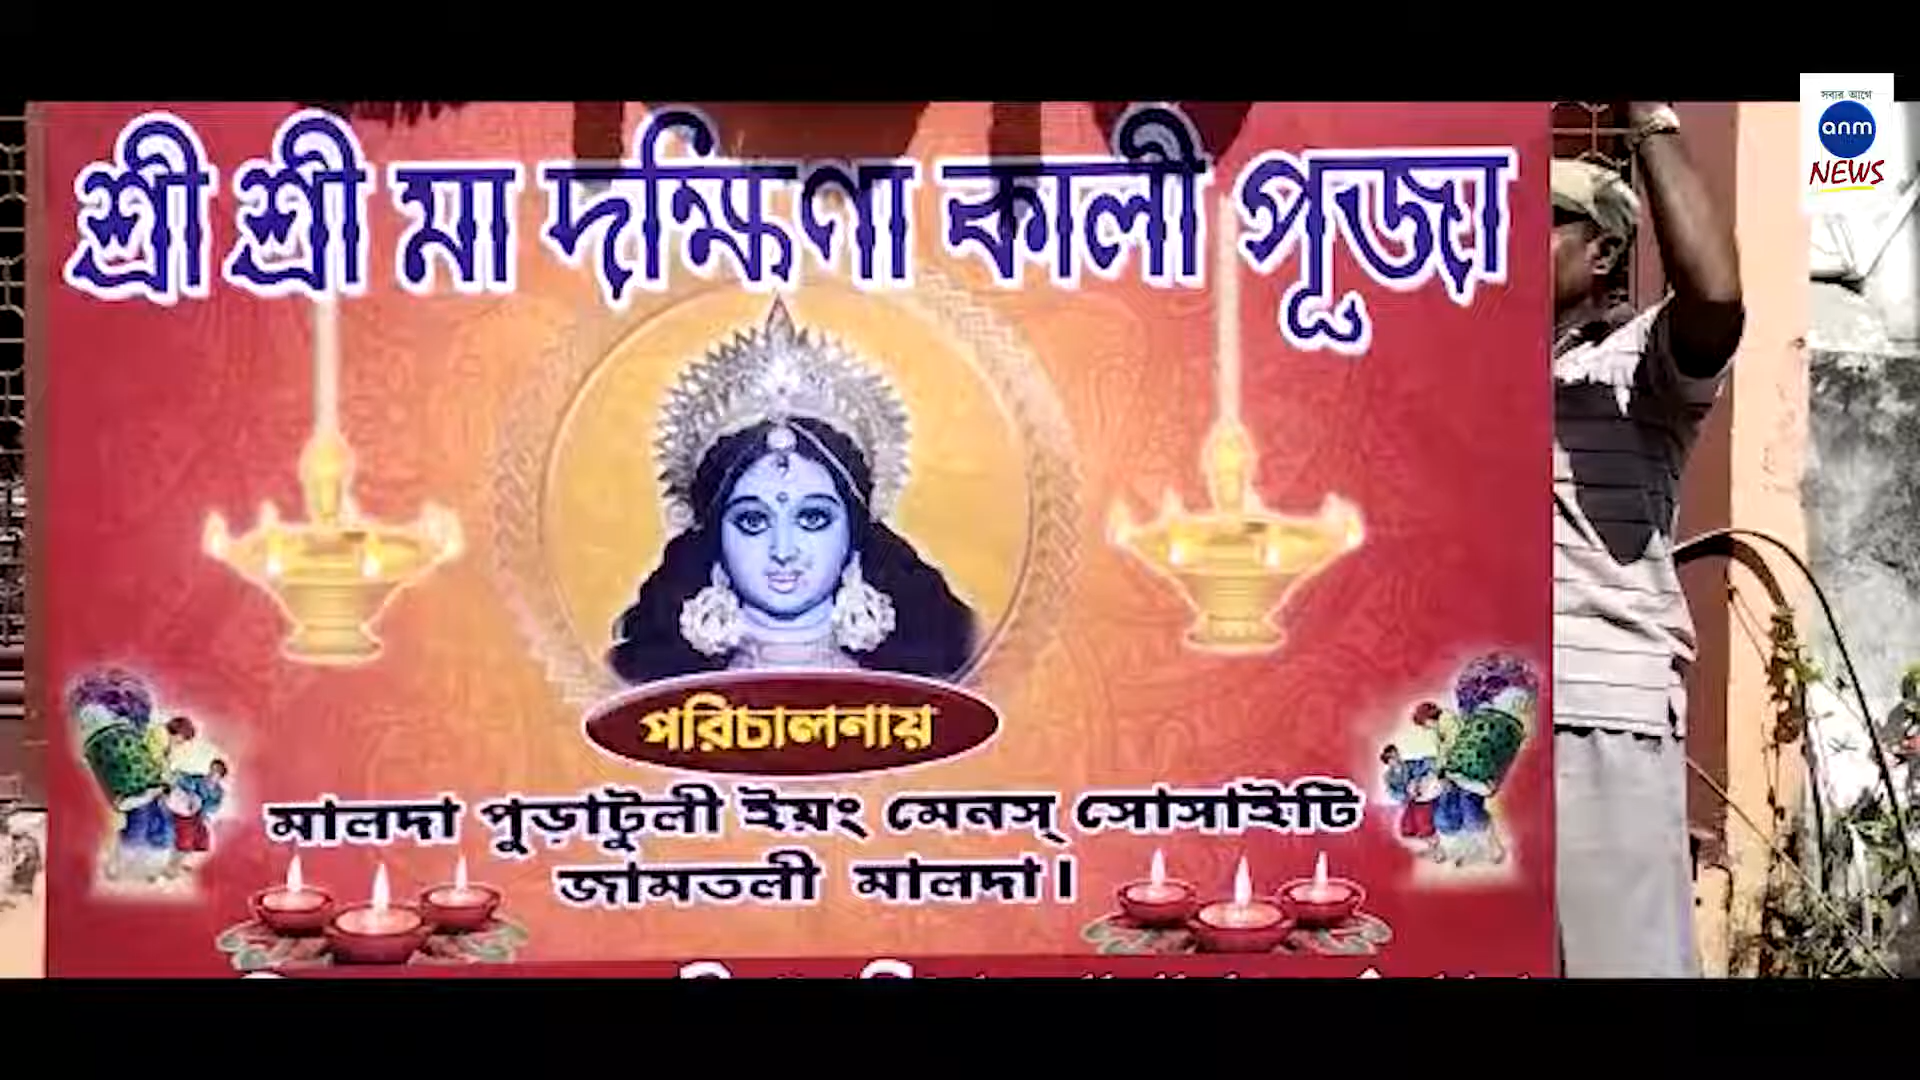 সবার আগে
anm
NEWS
শ্রী শ্রী মা দক্ষিণা কালী পূজা
পরিচালনায়
মালদা পুড়াটুলী ইয়ং মেনস্ সোসাইটি
জামতলী মালদা।